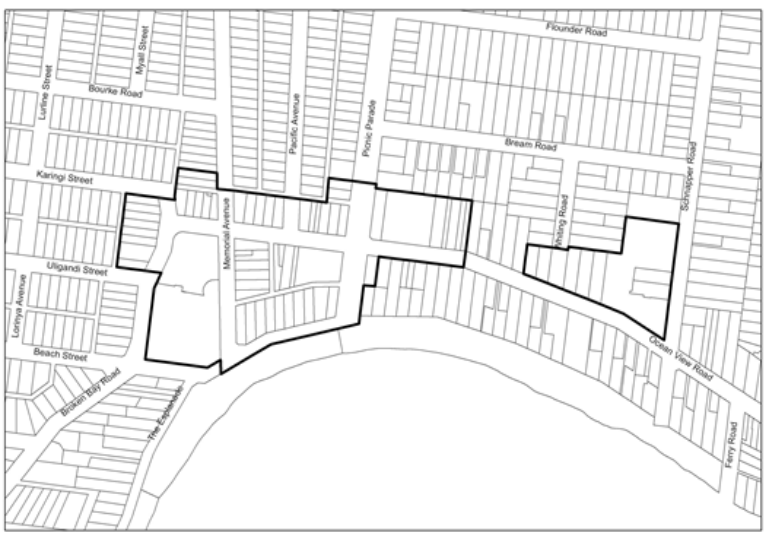 Flounder Road
Myall Street
Lurline Street
Bourke Road
Pacific Avenue
Picnic Parade
Bream Road
Schnapper Road
Karingi Street
Memorial Avenue
Whiting Road
Uligandi Street
Lorinya Avenue
Beach Street
Ocean View Road
Broken Bay Road
The Esplanade
Ferry Road